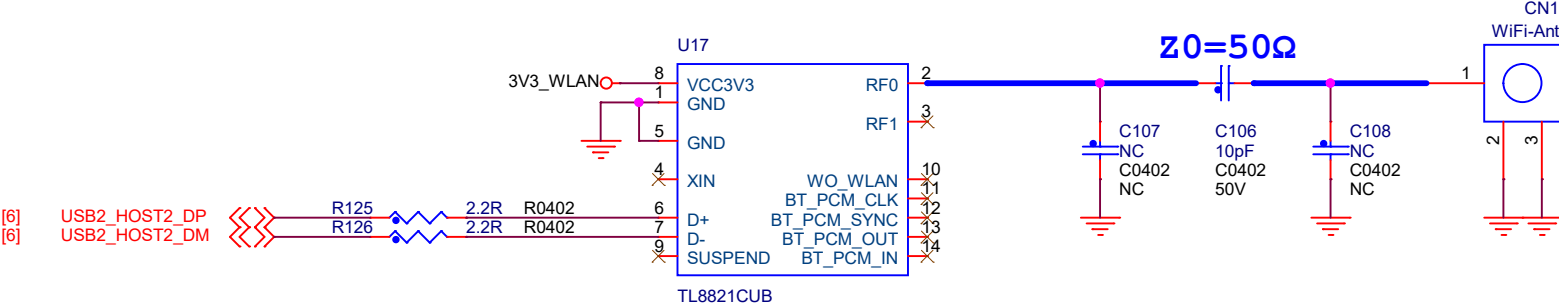 CN1
WiFi-Ant
Z0=50Ω
U17
3V3_WLAN
8
VCC3V3
1
GND
5
GND
4
XIN
[6]
USB2_HOST2_DP
R125
2.2R
R0402
6
D+
[6]
USB2_HOST2_DM
R126
2.2R
R0402
7
D-
9
SUSPEND
RF0
2
RF1
3
WO_WLAN
10
BT_PCM_CLK
11
BT_PCM_SYNC
12
BT_PCM_OUT
13
BT_PCM_IN
14
TL8821CUB
C107
NC
C0402
NC
C106
10pF
C0402
50V
C108
NC
C0402
NC
1
2
3